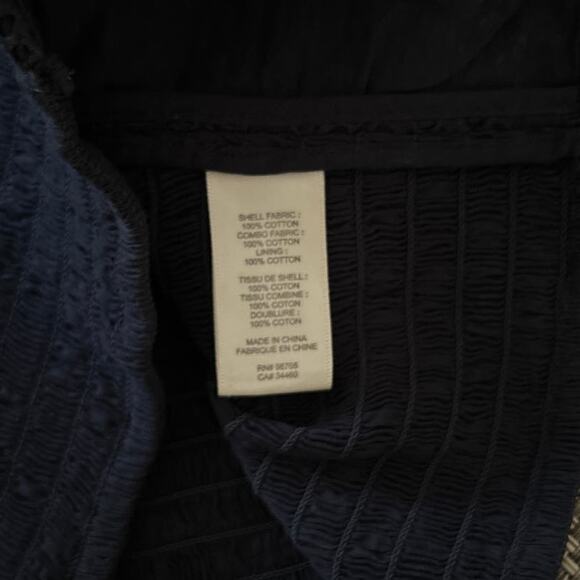 SHELL FABRIC :
100% COTTON
COMBO FABRIC :
100% COTTON
LINING :
100% COTTON
TISSU DE SHELL :
100% COTON
TISSU COMBINE :
100% COTON
DOUBLURE :
100% COTON
MADE IN CHINA
FABRIQUE EN CHINE
RN# 98705
CA# 34460